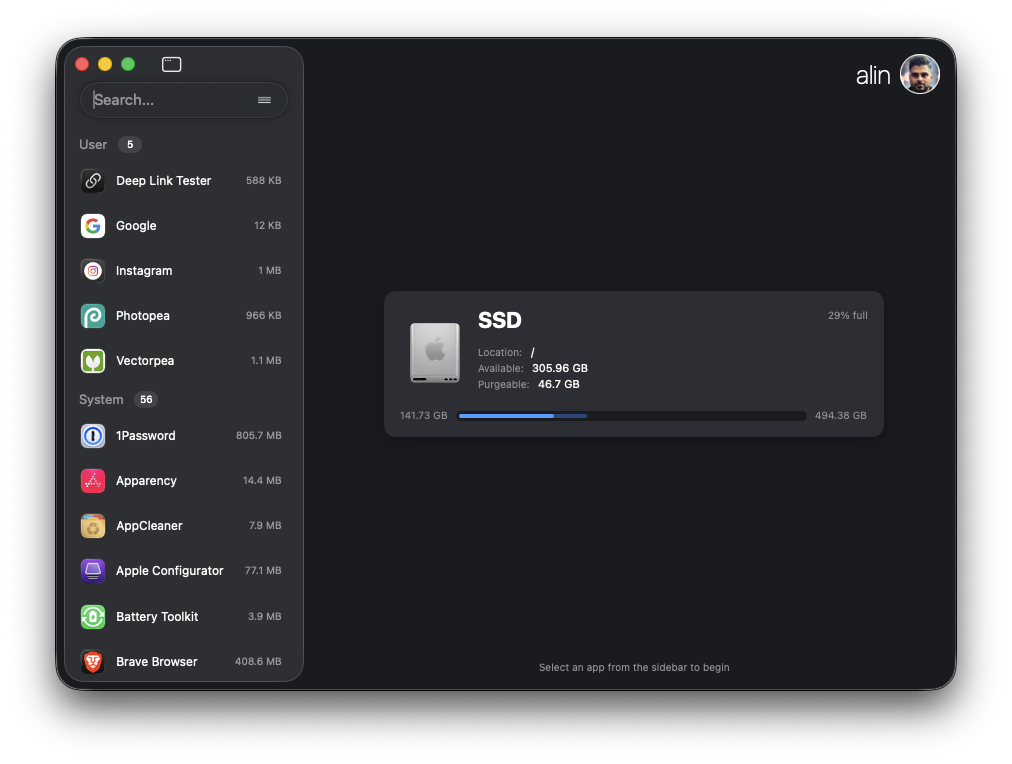 Search...
User 5
Deep Link Tester 588 KB
Google 12 KB
Instagram 1 MB
Photopea 966 KB
Vectorpea 1.1 MB
System 56
1Password 805.7 MB
Apparency 14.4 MB
AppCleaner 7.9 MB
Apple Configurator 77.1 MB
Battery Toolkit 3.9 MB
Brave Browser 408.6 MB
alin
SSD 29% full
Location: /
Available: 305.96 GB
Purgeable: 46.7 GB
141.73 GB 494.38 GB
Select an app from the sidebar to begin